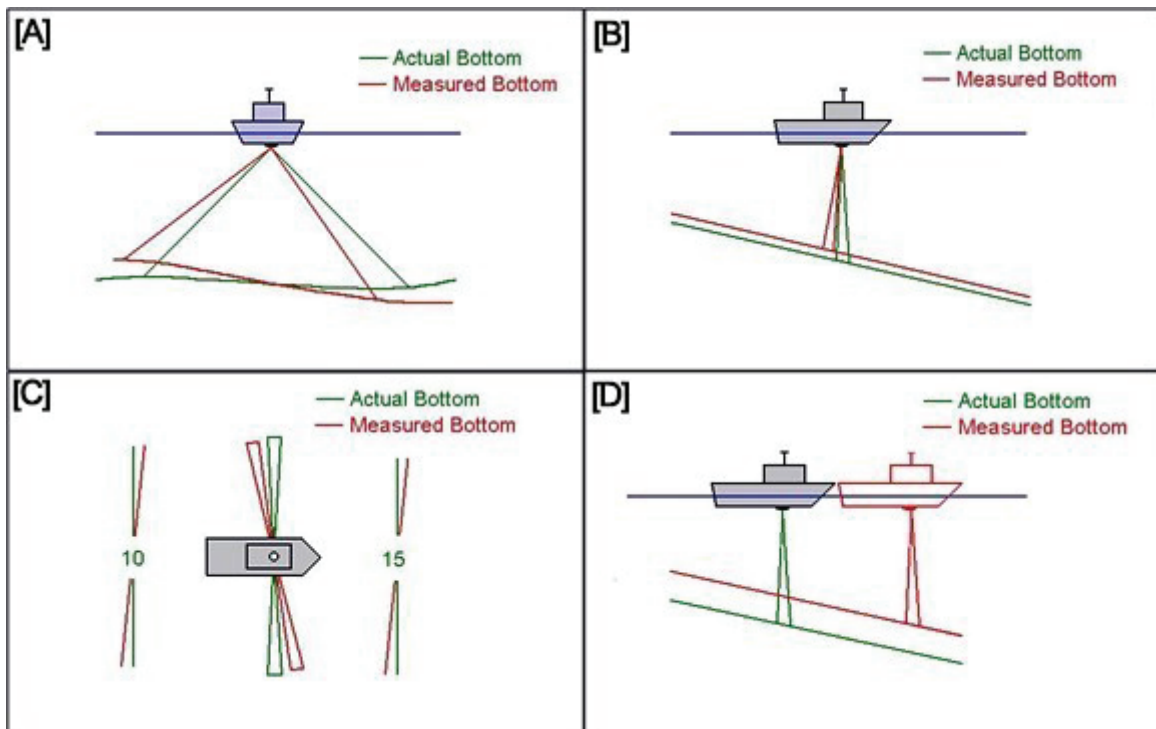 [A]
Actual Bottom
Measured Bottom
[B]
Actual Bottom
Measured Bottom
[C]
Actual Bottom
Measured Bottom
10
15
[D]
Actual Bottom
Measured Bottom